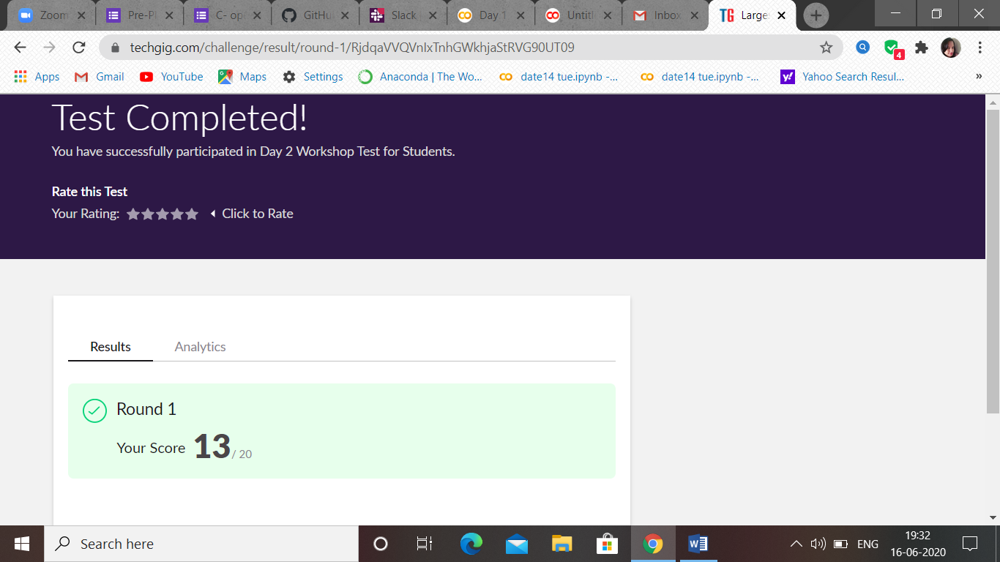 Zoom
Pre-Pl
C- ope
GitHu
Slack
Day 1
Untitl
Inbox
TG Large
techgig.com/challenge/result/round-1/RjdqaVVQVnIxTnhGWkhjaStRVG90UT09
4
Apps
Gmail
YouTube
Maps
Settings
Anaconda | The Wo...
date14 tue.ipynb -...
date14 tue.ipynb -...
Yahoo Search Resul...
»
Test Completed!
You have successfully participated in Day 2 Workshop Test for Students.
Rate this Test
Your Rating:
Click to Rate
Results
Analytics
Round 1
Your Score 13 / 20
Search here
ENG
19:32
16-06-2020